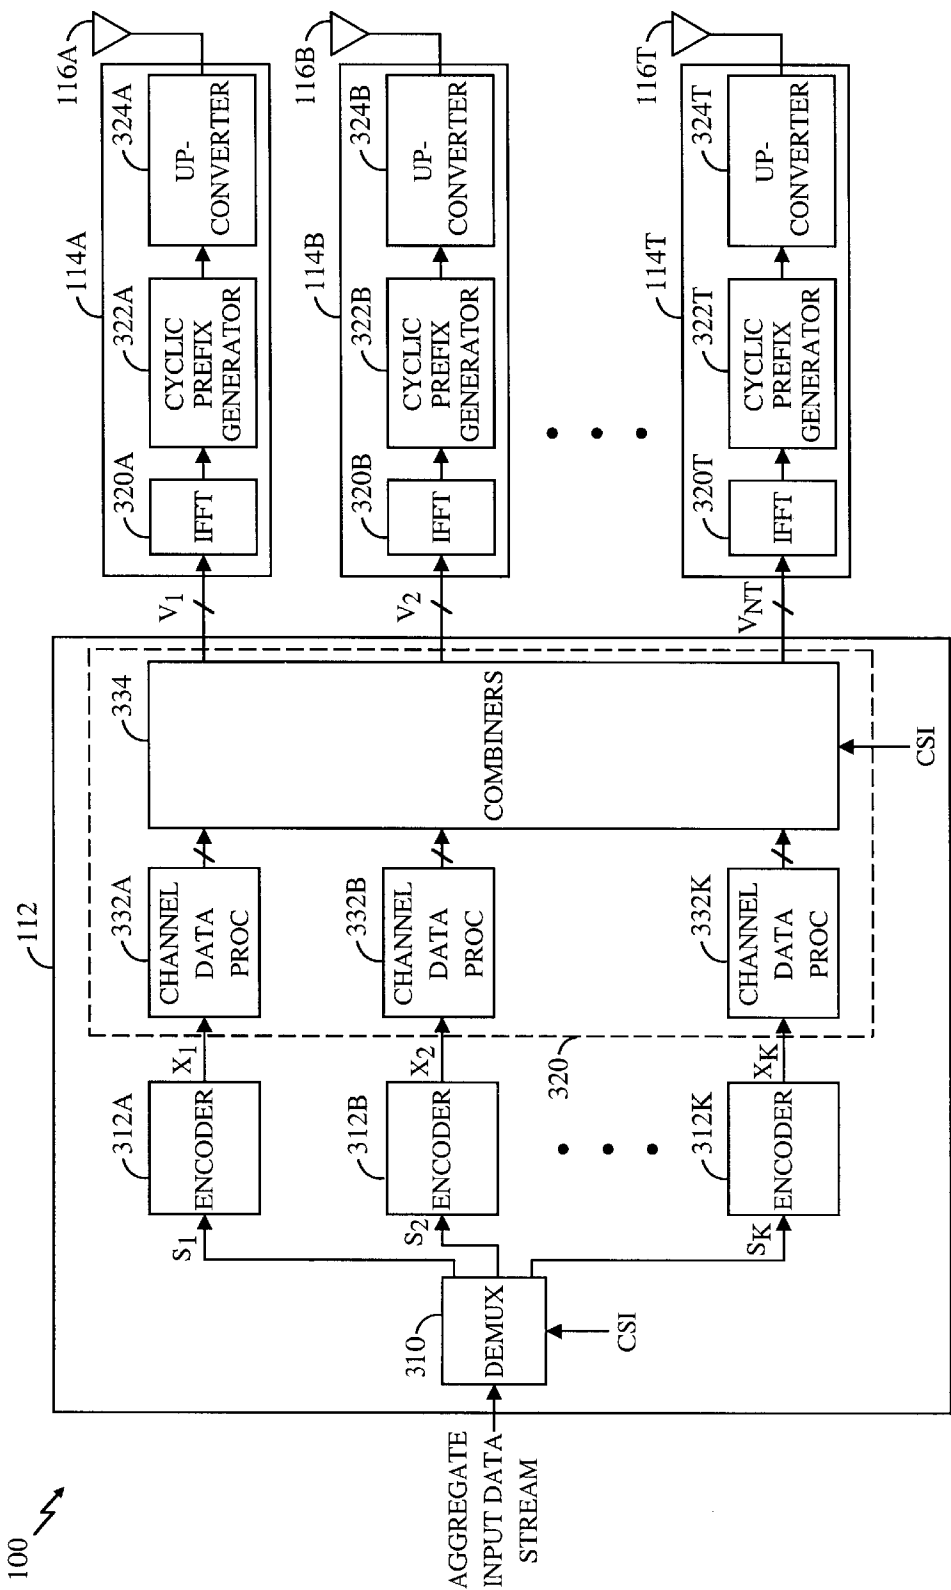 100
AGGREGATE
INPUT DATA
STREAM
112
310
DEMUX
CSI
S1
S2
SK
312A
ENCODER
312B
ENCODER
312K
ENCODER
X1
X2
XK
320
332A
CHANNEL
DATA
PROC
332B
CHANNEL
DATA
PROC
332K
CHANNEL
DATA
PROC
334
COMBINERS
CSI
V1
V2
VNT
114A
320A
IFFT
322A
CYCLIC
PREFIX
GENERATOR
324A
UP-
CONVERTER
116A
114B
320B
IFFT
322B
CYCLIC
PREFIX
GENERATOR
324B
UP-
CONVERTER
116B
114T
320T
IFFT
322T
CYCLIC
PREFIX
GENERATOR
324T
UP-
CONVERTER
116T